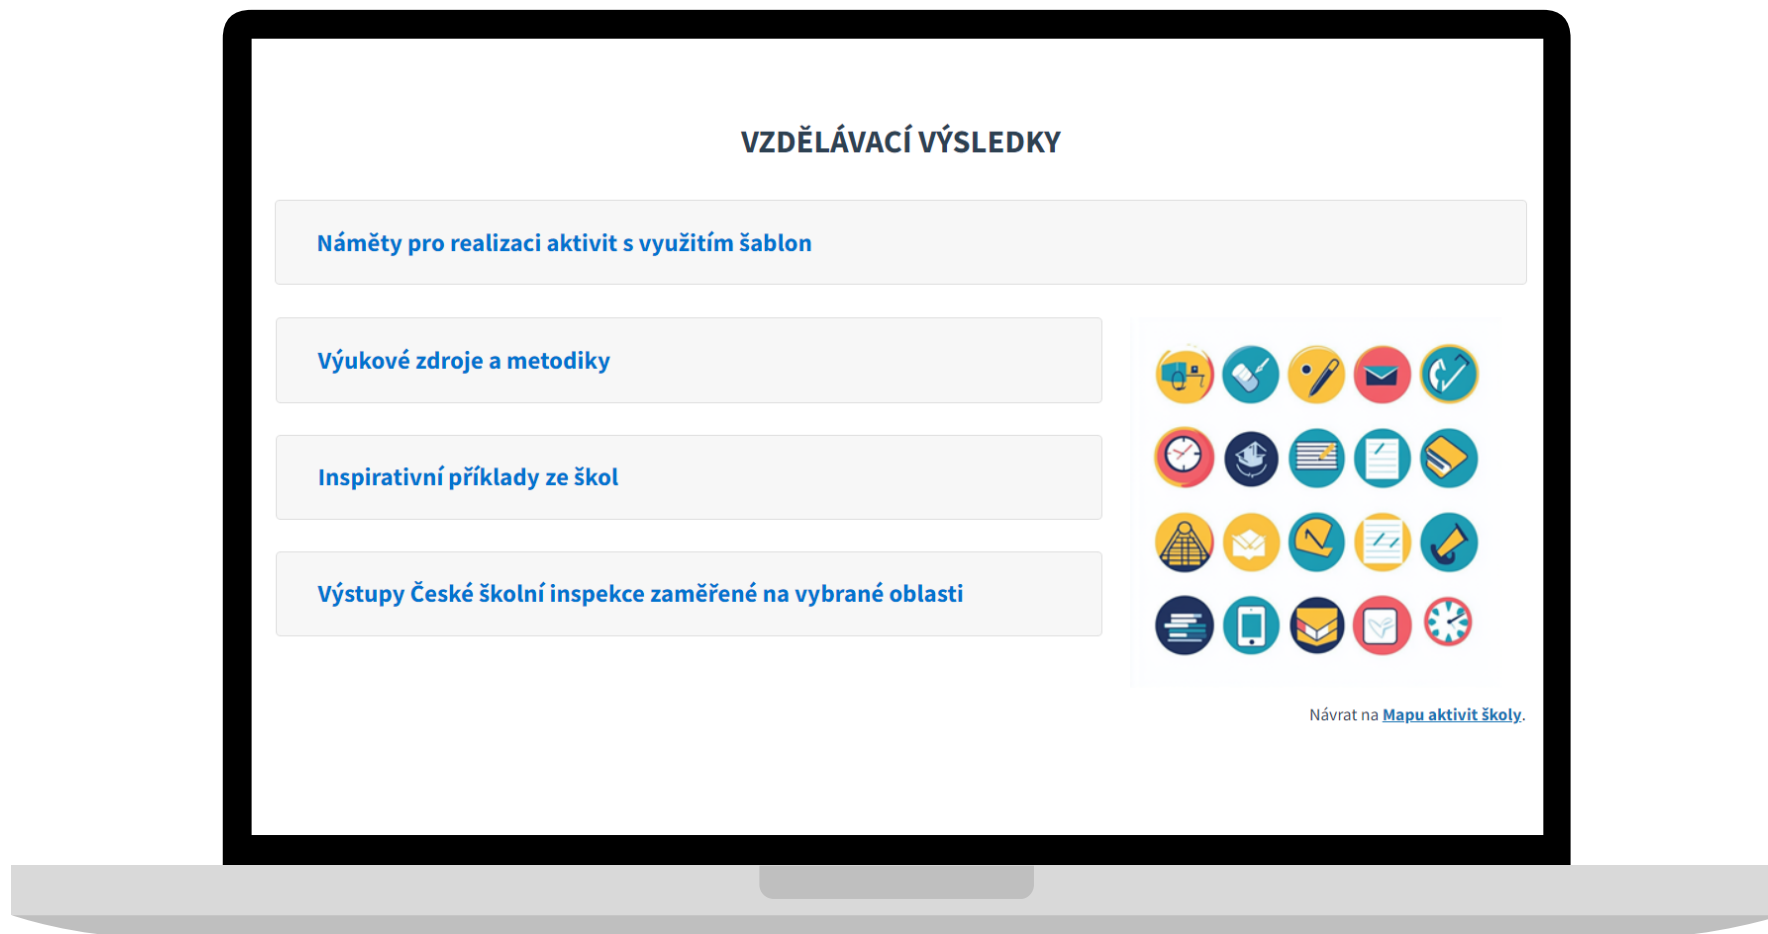 VZDĚLÁVACÍ VÝSLEDKY
Náměty pro realizaci aktivit s využitím šablon
Výukové zdroje a metodiky
Inspirativní příklady ze škol
Výstupy České školní inspekce zaměřené na vybrané oblasti
Návrat na Mapu aktivit školy.